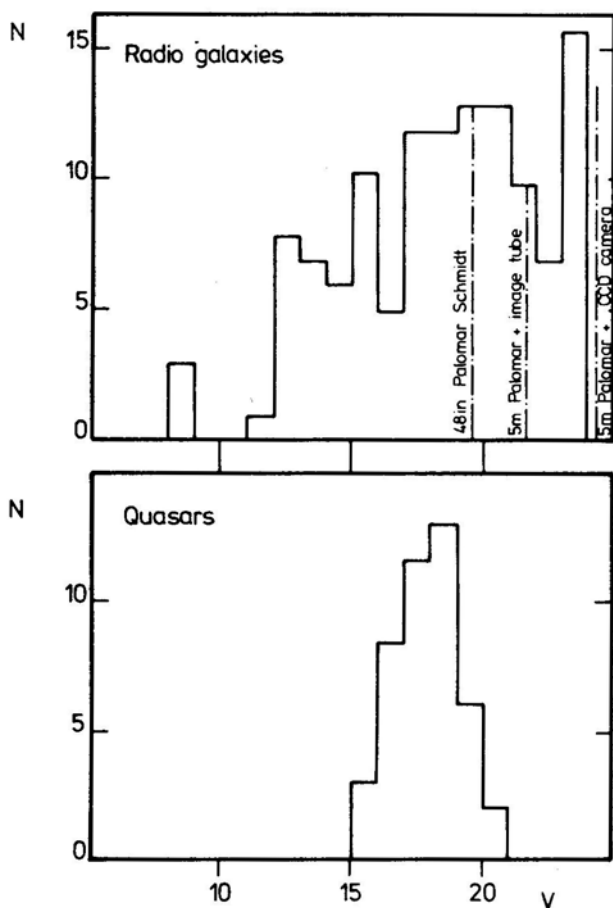 N
15
Radio galaxies
10
5
0
48in Palomar Schmidt
5m Palomar + image tube
5m Palomar + CCD camera
N
Quasars
10
5
0
10
15
20
V